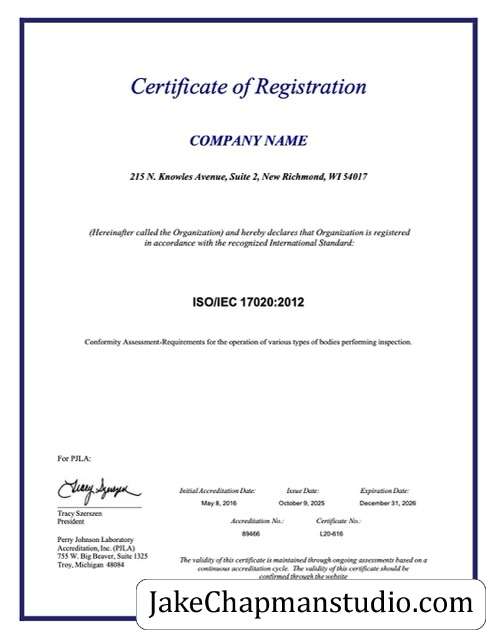 Certificate of Registration
COMPANY NAME
215 N. Knowles Avenue, Suite 2, New Richmond, WI 54017
(Hereinafter called the Organization) and hereby declares that Organization is registered
in accordance with the recognized International Standard:
ISO/IEC 17020:2012
Conformity Assessment-Requirements for the operation of various types of bodies performing inspection.
For PJLA:
Tracy Szerszen
Tracy Szerszen
President
Perry Johnson Laboratory
Accreditation, Inc. (PJLA)
755 W. Big Beaver, Suite 1325
Troy, Michigan 48084
Initial Accreditation Date: Issue Date: Expiration Date:
May 8, 2016 October 9, 2025 December 31, 2026
Accreditation No.: Certificate No.:
89466 L20-616
The validity of this certificate is maintained through ongoing assessments based on a
continuous accreditation cycle. The validity of this certificate should be
confirmed through the website
JakeChapmanstudio.com